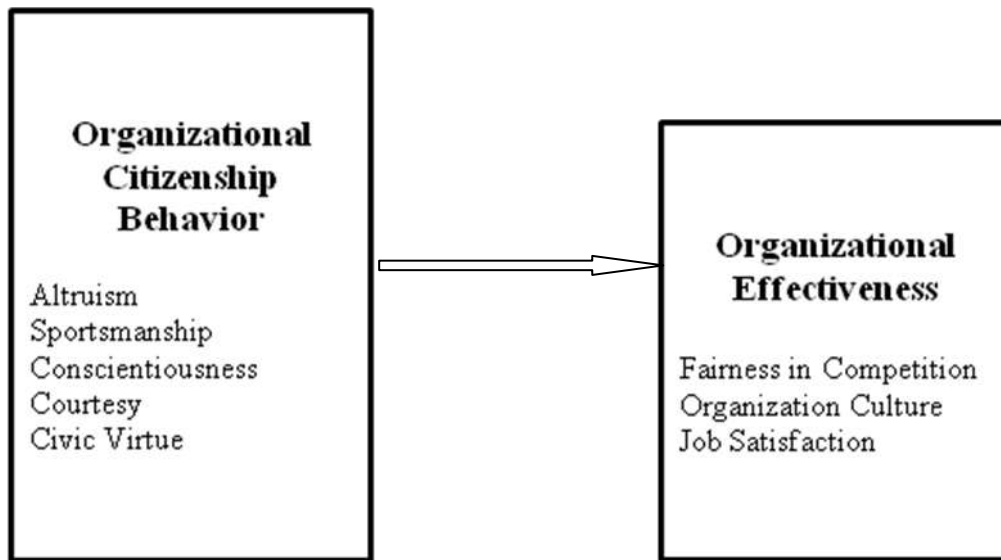 Organizational
Citizenship
Behavior
Altruism
Sportsmanship
Conscientiousness
Courtesy
Civic Virtue
Organizational
Effectiveness
Fairness in Competition
Organization Culture
Job Satisfaction